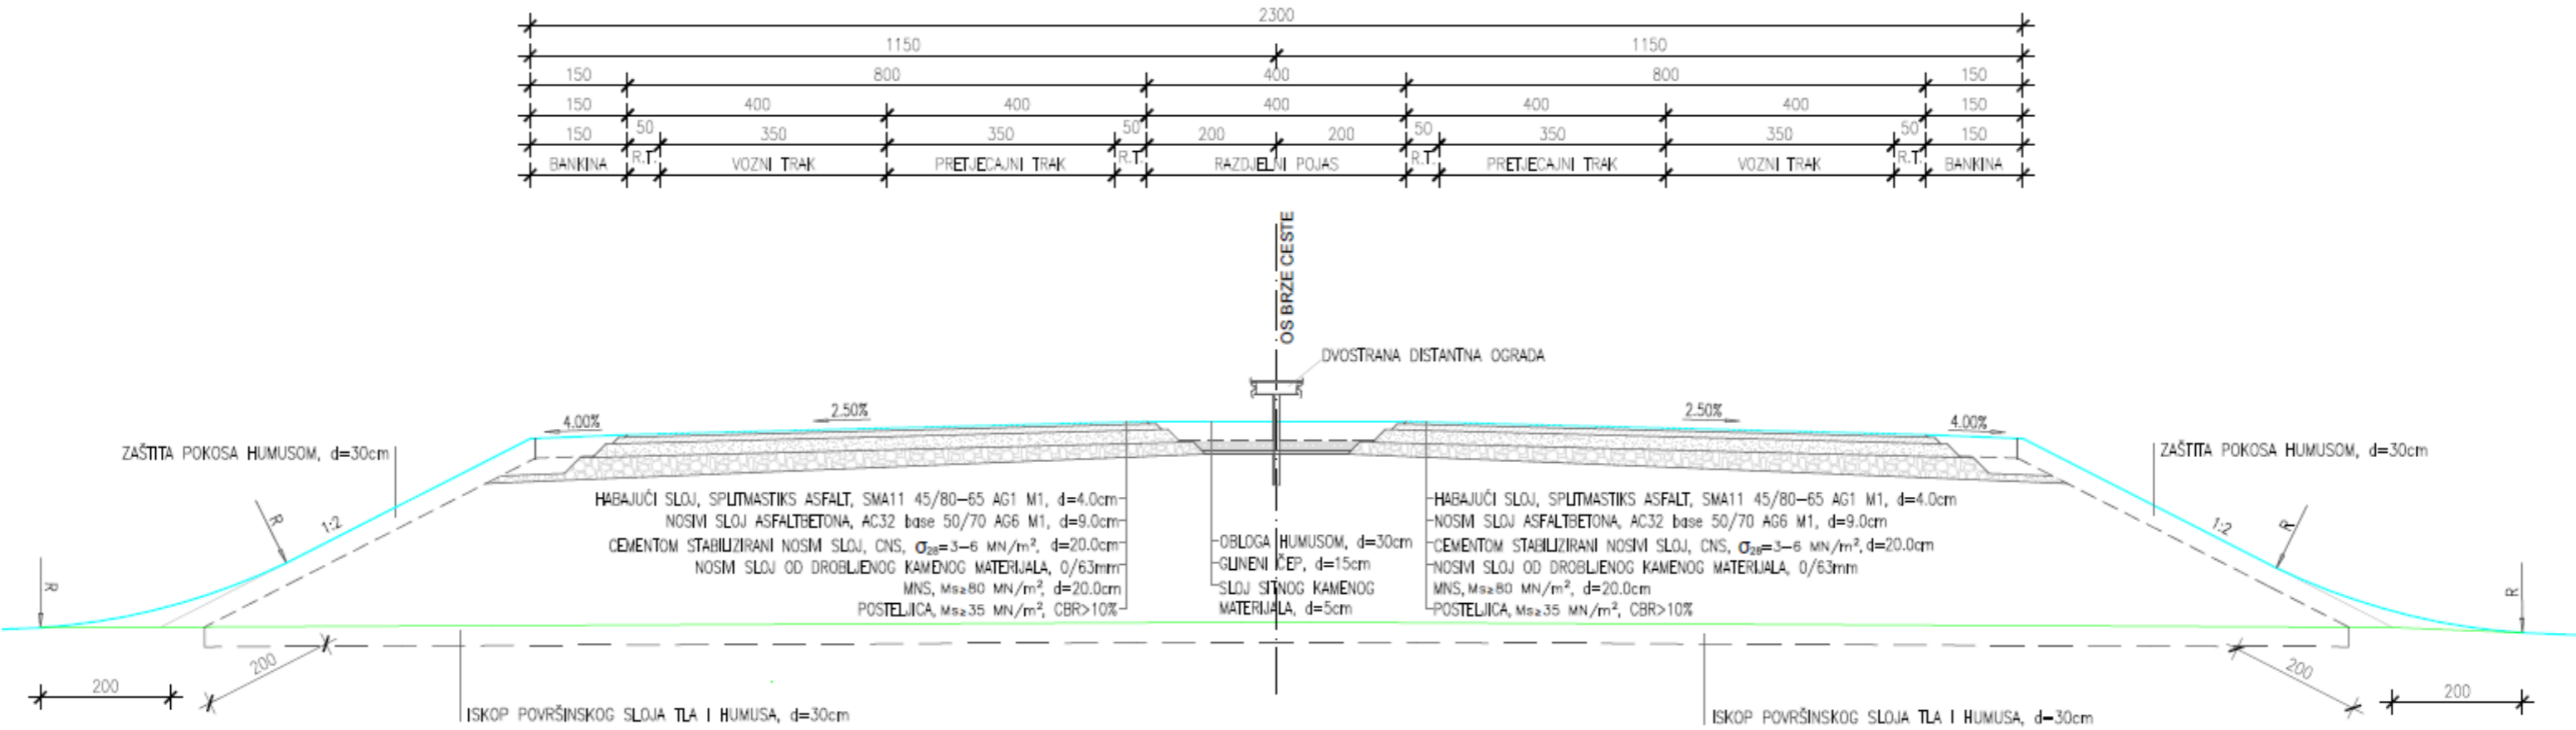 2300
1150 1150
150 800 400 800 150
150 400 400 400 400 400 150
150 50 350 350 50 200 200 50 350 350 50 150
BANKINA R.T. VOZNI TRAK PRETJECAJNI TRAK R.T. RAZDJELNI POJAS R.T. PRETJECAJNI TRAK VOZNI TRAK R.T. BANKINA
OS BRZE CESTE
DVOSTRANA DISTANTNA OGRADA
4.00% 2.50% 2.50% 4.00%
ZAŠTITA POKOSA HUMUSOM, d=30cm
ZAŠTITA POKOSA HUMUSOM, d=30cm
R 1:2 1:2 R
R R
HABAJUĆI SLOJ, SPLITMASTIKS ASFALT, SMA11 45/80-65 AG1 M1, d=4.0cm
NOSIVI SLOJ ASFALTBETONA, AC32 base 50/70 AG6 M1, d=9.0cm
CEMENTOM STABILIZIRANI NOSIVI SLOJ, CNS, σ28=3-6 MN/m², d=20.0cm
NOSIVI SLOJ OD DROBLJENOG KAMENOG MATERIJALA, 0/63mm
MNS, Ms≥80 MN/m², d=20.0cm
POSTELJICA, Ms≥35 MN/m², CBR>10%
OBLOGA HUMUSOM, d=30cm
GLINENI ČEP, d=15cm
SLOJ SITNOG KAMENOG
MATERIJALA, d=5cm
HABAJUĆI SLOJ, SPLITMASTIKS ASFALT, SMA11 45/80-65 AG1 M1, d=4.0cm
NOSIVI SLOJ ASFALTBETONA, AC32 base 50/70 AG6 M1, d=9.0cm
CEMENTOM STABILIZIRANI NOSIVI SLOJ, CNS, σ28=3-6 MN/m², d=20.0cm
NOSIVI SLOJ OD DROBLJENOG KAMENOG MATERIJALA, 0/63mm
MNS, Ms≥80 MN/m², d=20.0cm
POSTELJICA, Ms≥35 MN/m², CBR>10%
200 200 200 200
ISKOP POVRŠINSKOG SLOJA TLA I HUMUSA, d=30cm
ISKOP POVRŠINSKOG SLOJA TLA I HUMUSA, d=30cm